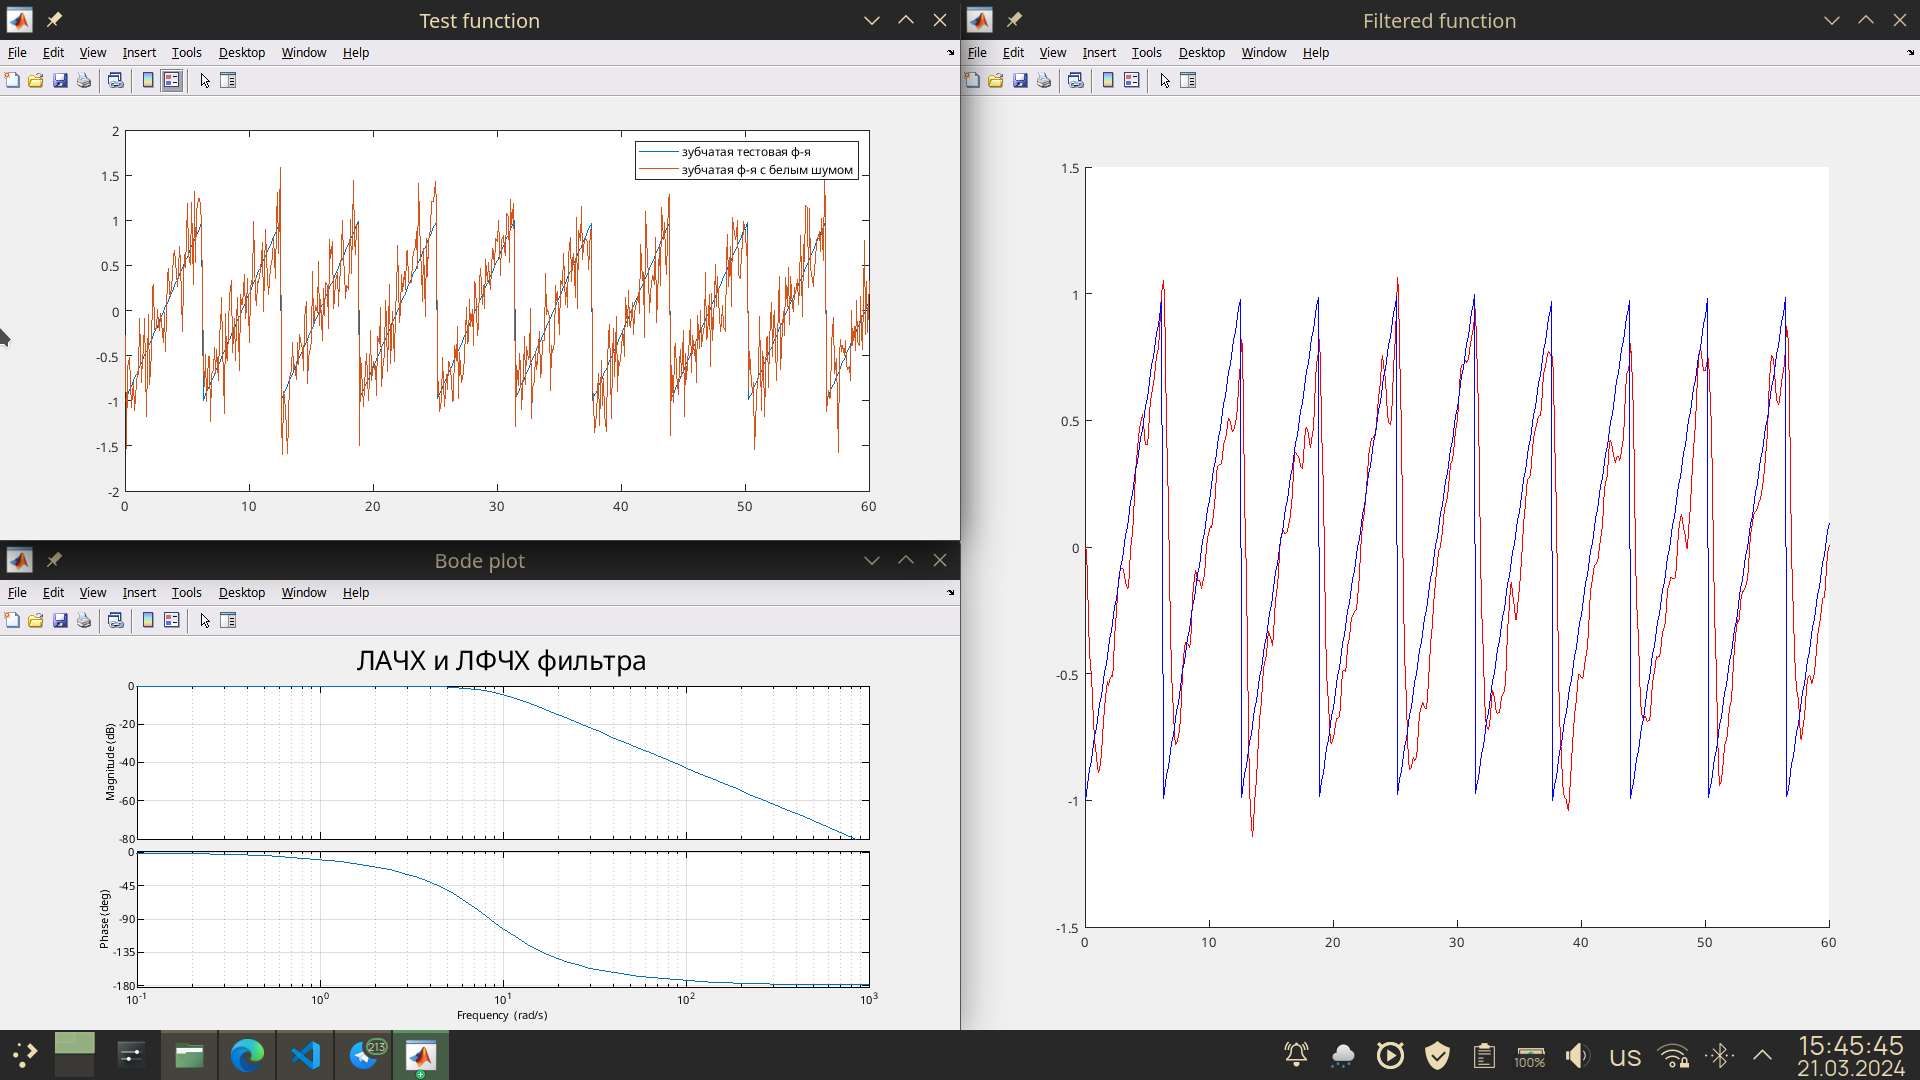 Test function
File Edit View Insert Tools Desktop Window Help
2
1.5
1
0.5
0
-0.5
-1
-1.5
-2
0 10 20 30 40 50 60
зубчатая тестовая ф-я
зубчатая ф-я с белым шумом
Bode plot
File Edit View Insert Tools Desktop Window Help
ЛАЧХ и ЛФЧХ фильтра
Magnitude (dB)
0
-20
-40
-60
-80
Phase (deg)
0
-45
-90
-135
-180
10^-1 10^0 10^1 10^2 10^3
Frequency (rad/s)
Filtered function
File Edit View Insert Tools Desktop Window Help
1.5
1
0.5
0
-0.5
-1
-1.5
0 10 20 30 40 50 60
213
100%
us
15:45:45
21.03.2024